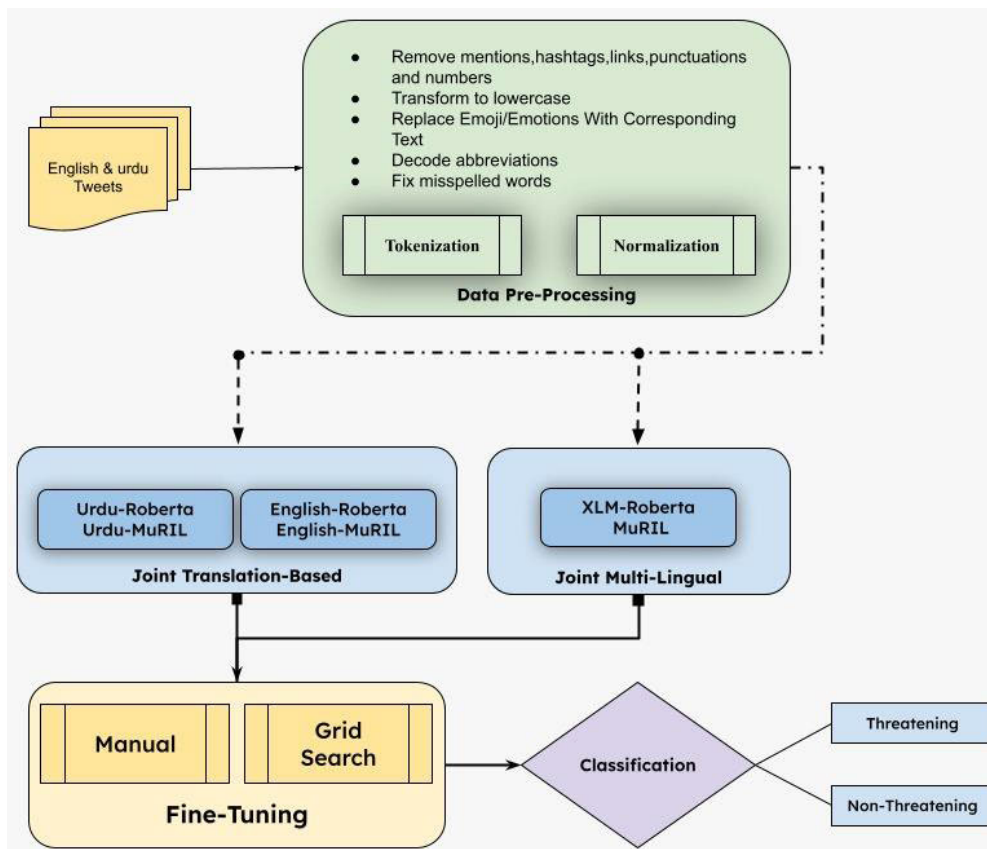 English & urdu
Tweets
● Remove mentions,hashtags,links,punctuations
and numbers
● Transform to lowercase
● Replace Emoji/Emotions With Corresponding
Text
● Decode abbreviations
● Fix misspelled words
Tokenization
Normalization
Data Pre-Processing
Urdu-Roberta
Urdu-MuRIL
English-Roberta
English-MuRIL
Joint Translation-Based
XLM-Roberta
MuRIL
Joint Multi-Lingual
Manual
Grid
Search
Fine-Tuning
Classification
Threatening
Non-Threatening